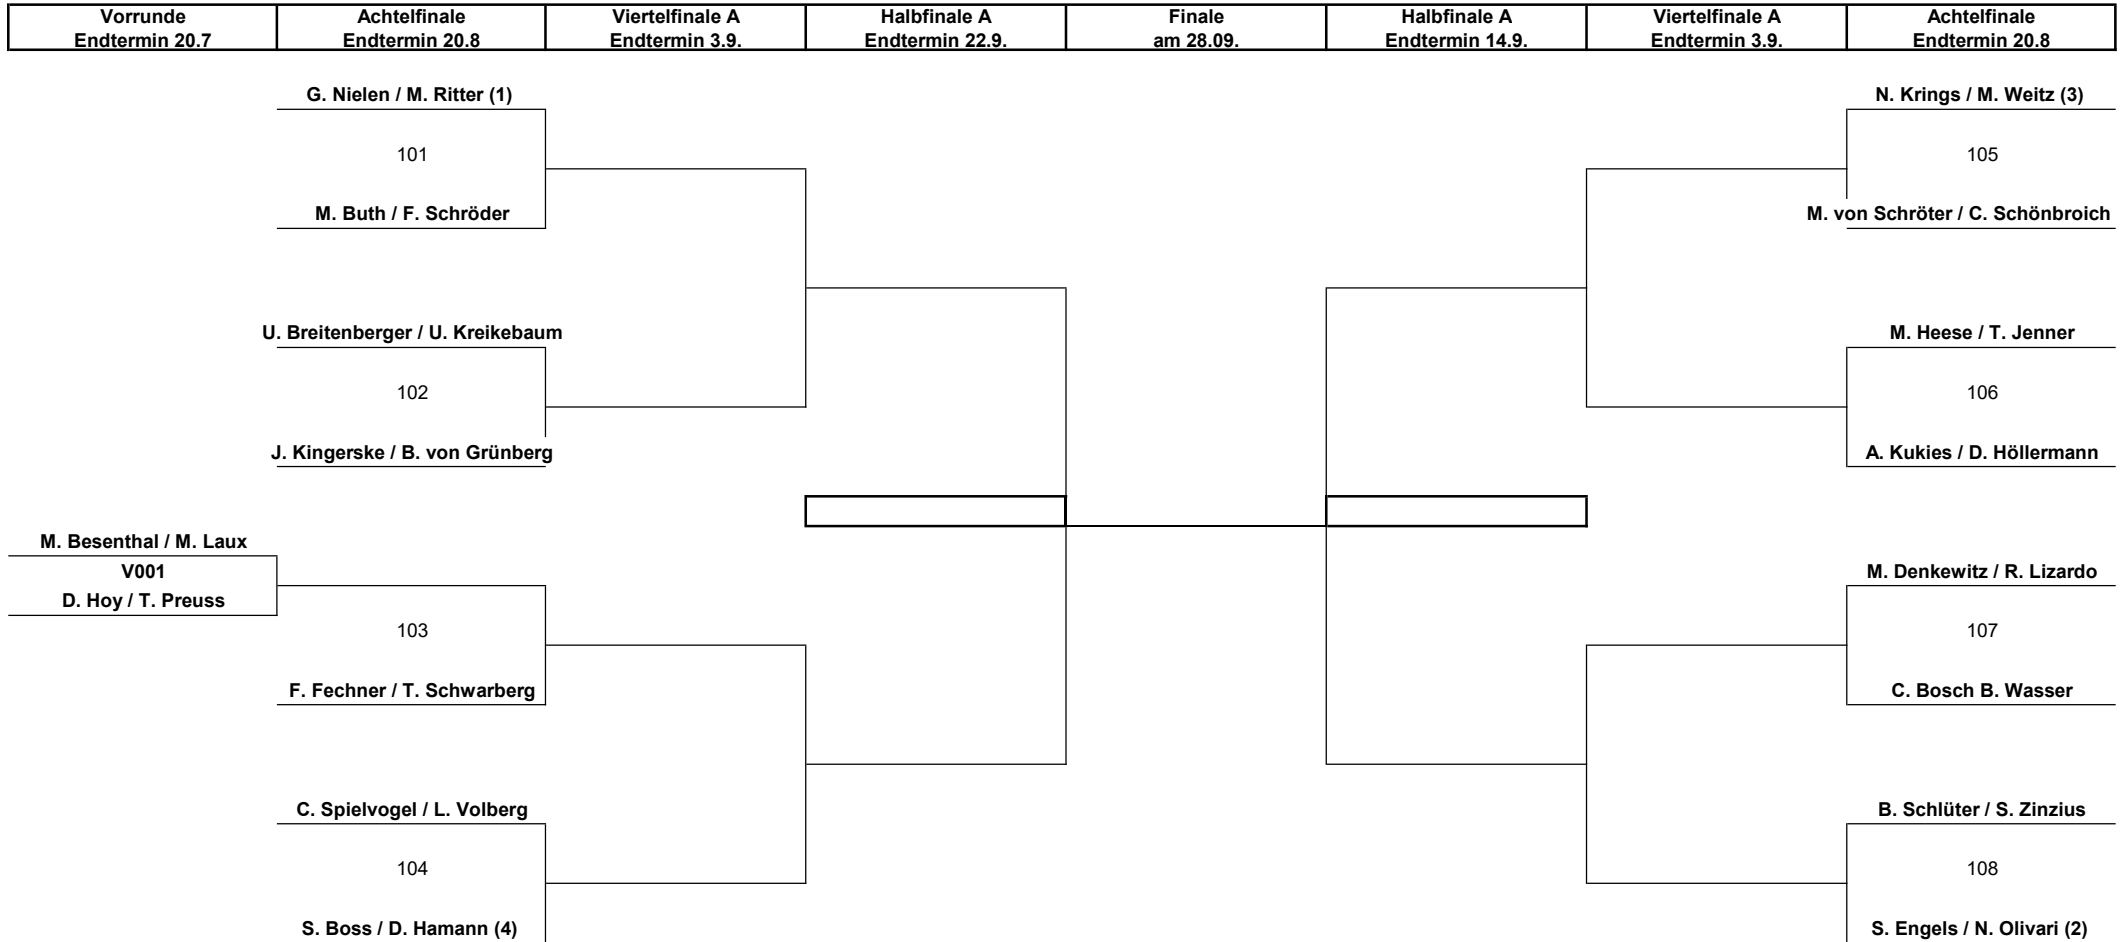 Vorrunde Achtelfinale Viertelfinale A Halbfinale A Finale Halbfinale A Viertelfinale A Achtelfinale
Endtermin 20.7 Endtermin 20.8 Endtermin 3.9. Endtermin 22.9. am 28.09. Endtermin 14.9. Endtermin 3.9. Endtermin 20.8
G. Nielen / M. Ritter (1) N. Krings / M. Weitz (3)
101 105
M. Buth / F. Schröder M. von Schröter / C. Schönbroich
U. Breitenberger / U. Kreikebaum M. Heese / T. Jenner
102 106
J. Kingerske / B. von Grünberg A. Kukies / D. Höllermann
M. Besenthal / M. Laux
V001 M. Denkewitz / R. Lizardo
D. Hoy / T. Preuss
103 107
F. Fechner / T. Schwarberg C. Bosch B. Wasser
C. Spielvogel / L. Volberg B. Schlüter / S. Zinzius
104 108
S. Boss / D. Hamann (4) S. Engels / N. Olivari (2)